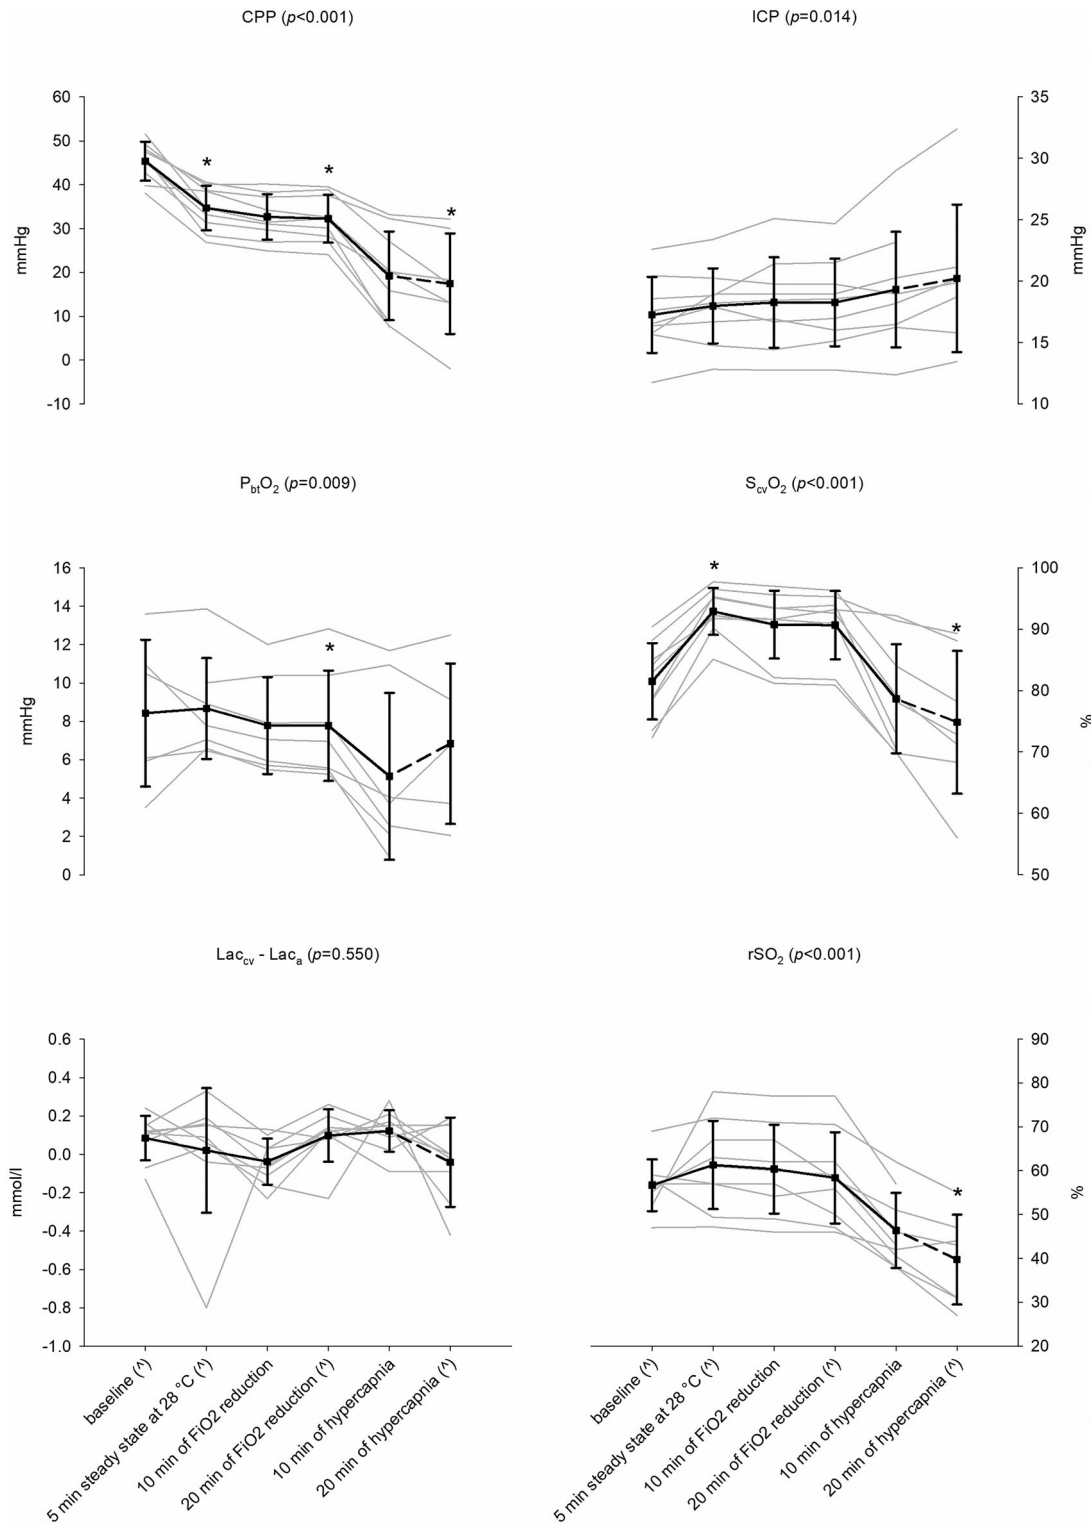 CPP (p<0.001)
ICP (p=0.014)
60
50
40
30
20
10
0
-10
mmHg
*
*
*
35
30
25
20
15
10
mmHg
PbtO2 (p=0.009)
ScvO2 (p<0.001)
16
14
12
10
8
6
4
2
0
mmHg
*
*
*
100
90
80
70
60
50
%
Laccv - Laca (p=0.550)
rSO2 (p<0.001)
0.6
0.4
0.2
0.0
-0.2
-0.4
-0.6
-0.8
-1.0
mmol/l
*
90
80
70
60
50
40
30
20
%
baseline (^)
5 min steady state at 28 °C (^)
10 min of FiO2 reduction
20 min of FiO2 reduction (^)
10 min of hypercapnia
20 min of hypercapnia (^)
baseline (^)
5 min steady state at 28 °C (^)
10 min of FiO2 reduction
20 min of FiO2 reduction (^)
10 min of hypercapnia
20 min of hypercapnia (^)